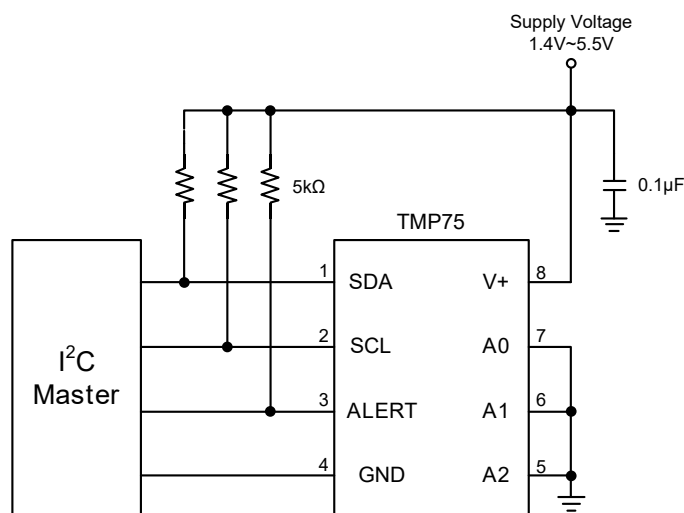 Supply Voltage
1.4V~5.5V
5kΩ
0.1µF
TMP75
I²C
Master
1 SDA V+ 8
2 SCL A0 7
3 ALERT A1 6
4 GND A2 5